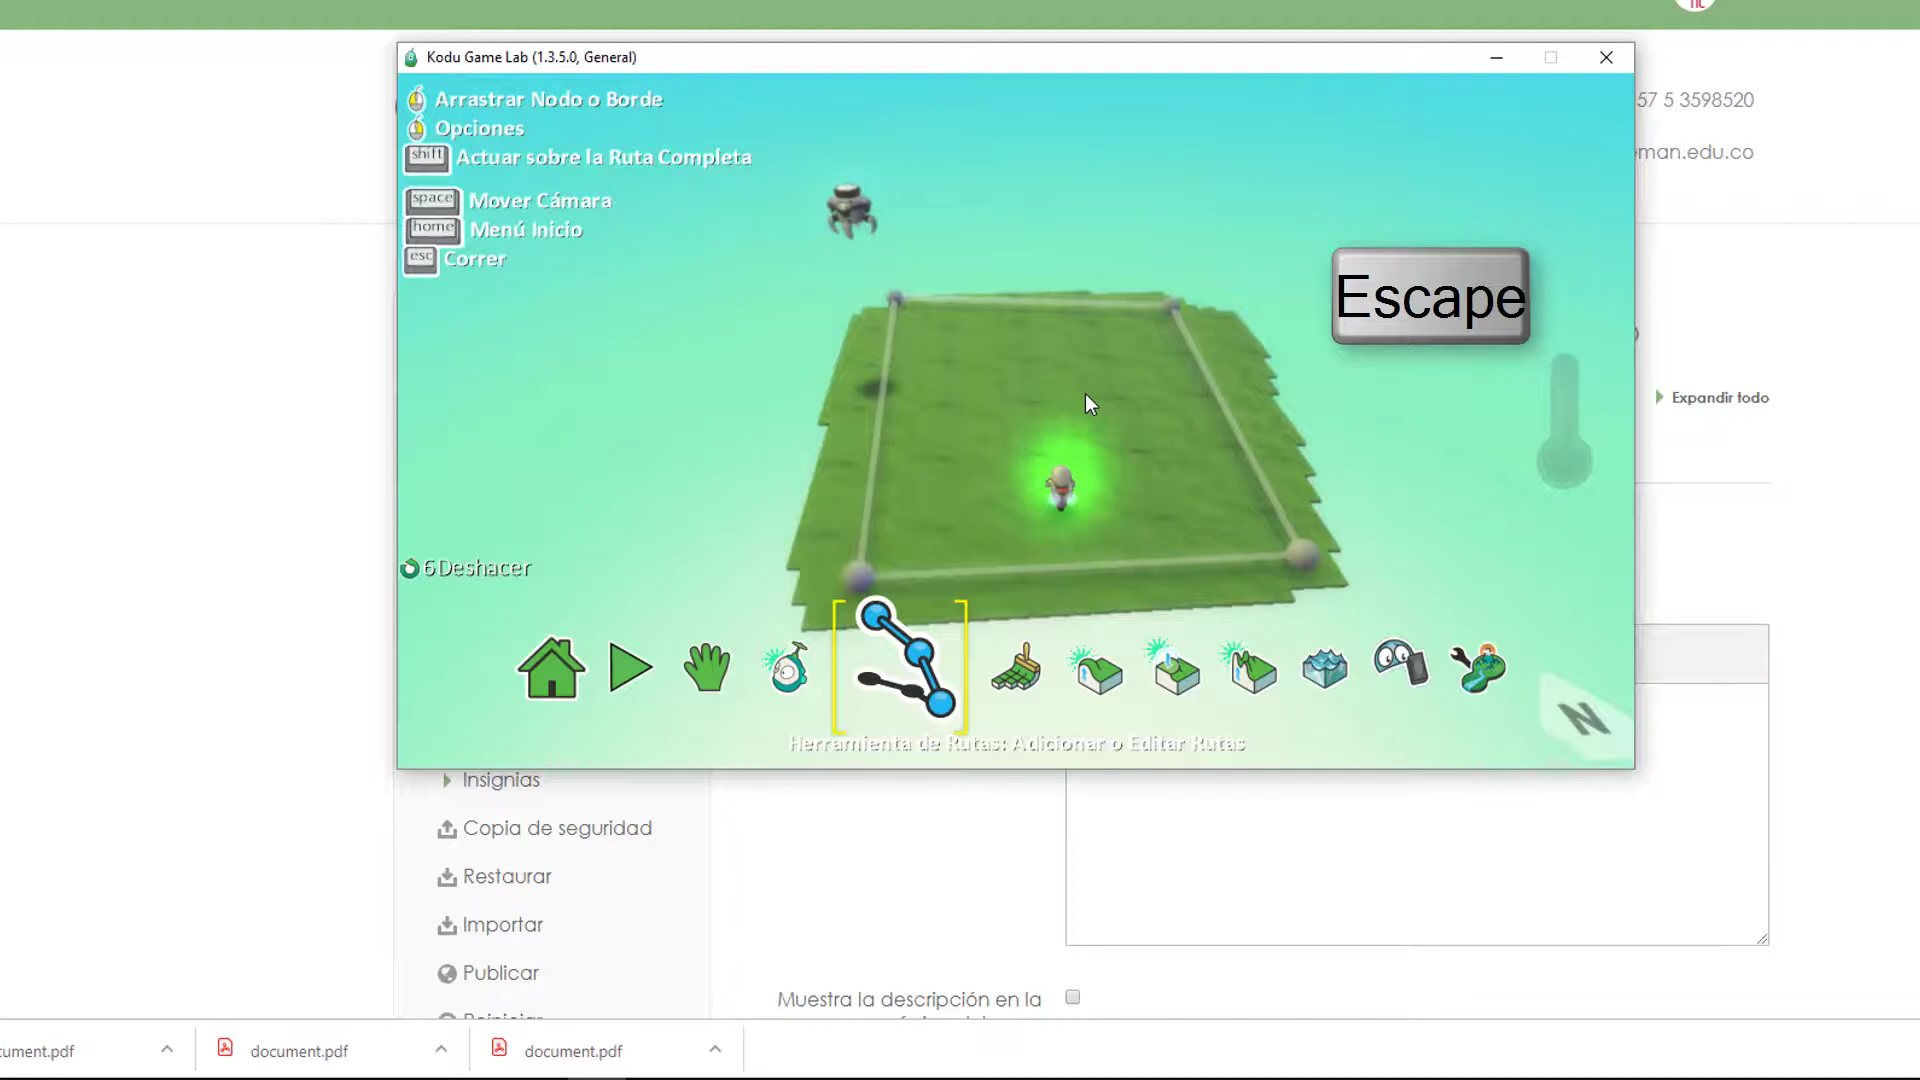 Kodu Game Lab (1.3.5.0, General)
Arrastrar Nodo o Borde
Opciones
shift Actuar sobre la Ruta Completa
space Mover Cámara
home Menú Inicio
esc Correr
57 5 3598520
man.edu.co
Escape
Expandir todo
6 Deshacer
N
Herramienta de Rutas: Adicionar o Editar Rutas
Insignias
Copia de seguridad
Restaurar
Importar
Publicar
Muestra la descripción en la
cument.pdf
document.pdf
document.pdf